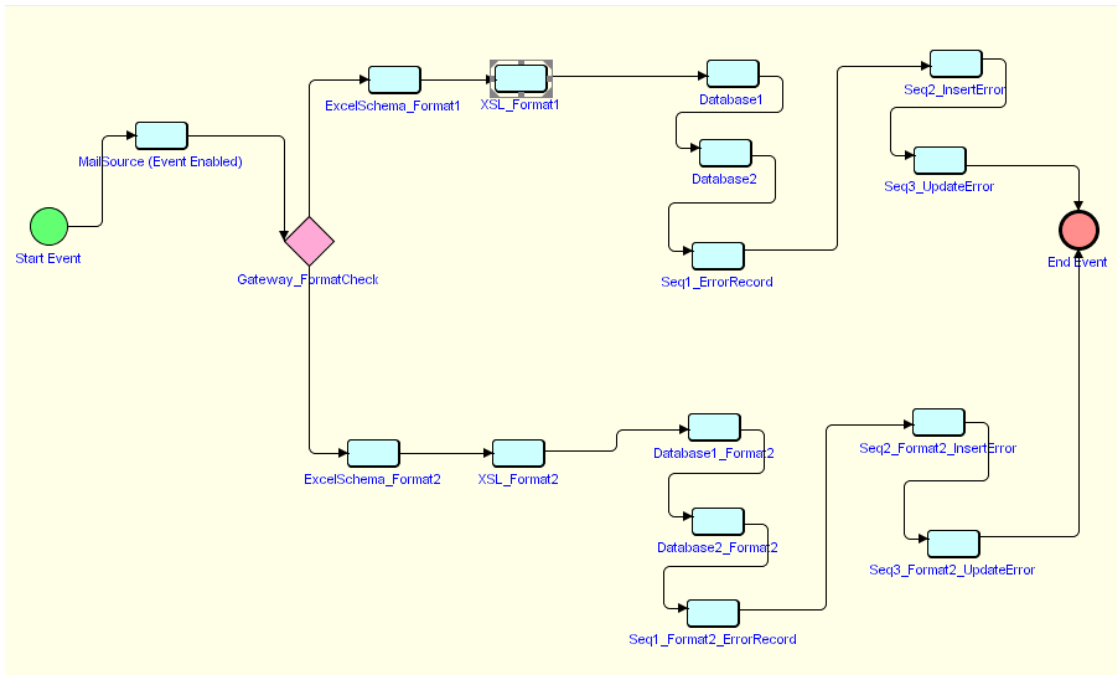 Start Event
MailSource (Event Enabled)
Gateway_FormatCheck
ExcelSchema_Format1
XSL_Format1
Database1
Database2
Seq1_ErrorRecord
Seq2_InsertError
Seq3_UpdateError
End Event
ExcelSchema_Format2
XSL_Format2
Database1_Format2
Database2_Format2
Seq1_Format2_ErrorRecord
Seq2_Format2_InsertError
Seq3_Format2_UpdateError